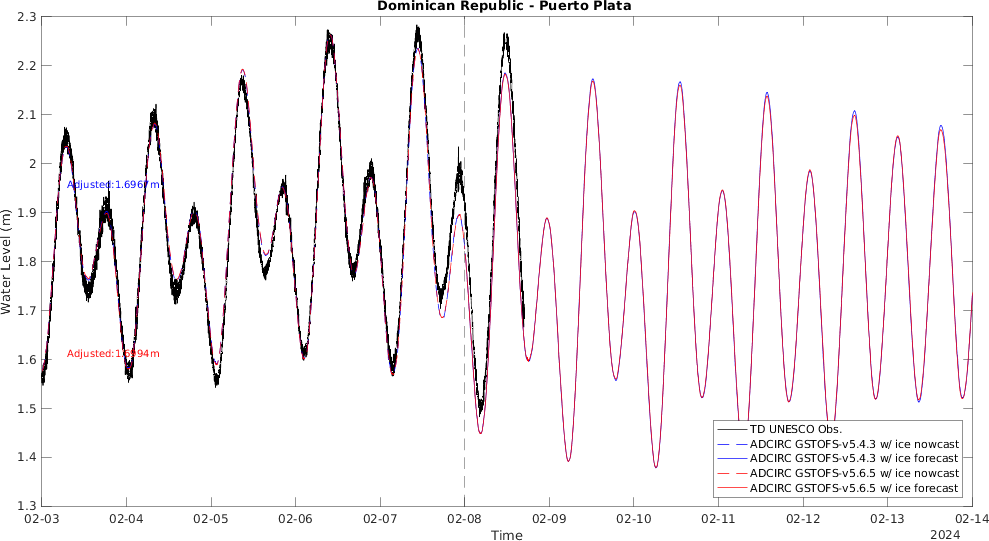 Dominican Republic - Puerto Plata
Water Level (m)
2.3
2.2
2.1
2
1.9
1.8
1.7
1.6
1.5
1.4
1.3
Adjusted:1.6967m
Adjusted:1.6994m
TD UNESCO Obs.
ADCIRC GSTOFS-v5.4.3 w/ ice nowcast
ADCIRC GSTOFS-v5.4.3 w/ ice forecast
ADCIRC GSTOFS-v5.6.5 w/ ice nowcast
ADCIRC GSTOFS-v5.6.5 w/ ice forecast
02-03 02-04 02-05 02-06 02-07 02-08 02-09 02-10 02-11 02-12 02-13 02-14
Time
2024